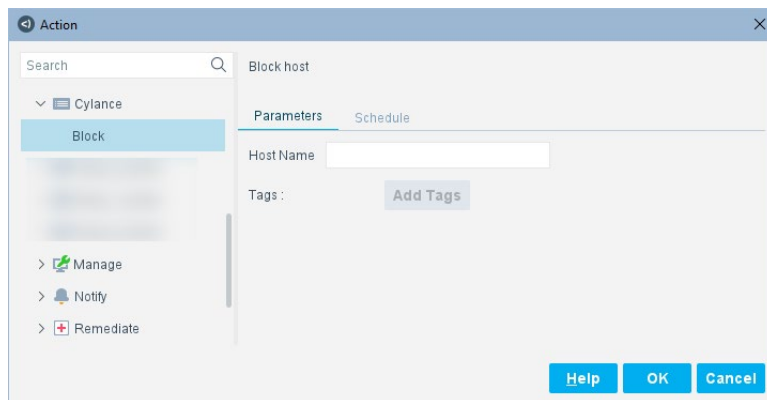 Action
Search
Cylance
Block
Manage
Notify
Remediate
Block host
Parameters Schedule
Host Name
Tags : Add Tags
Help OK Cancel